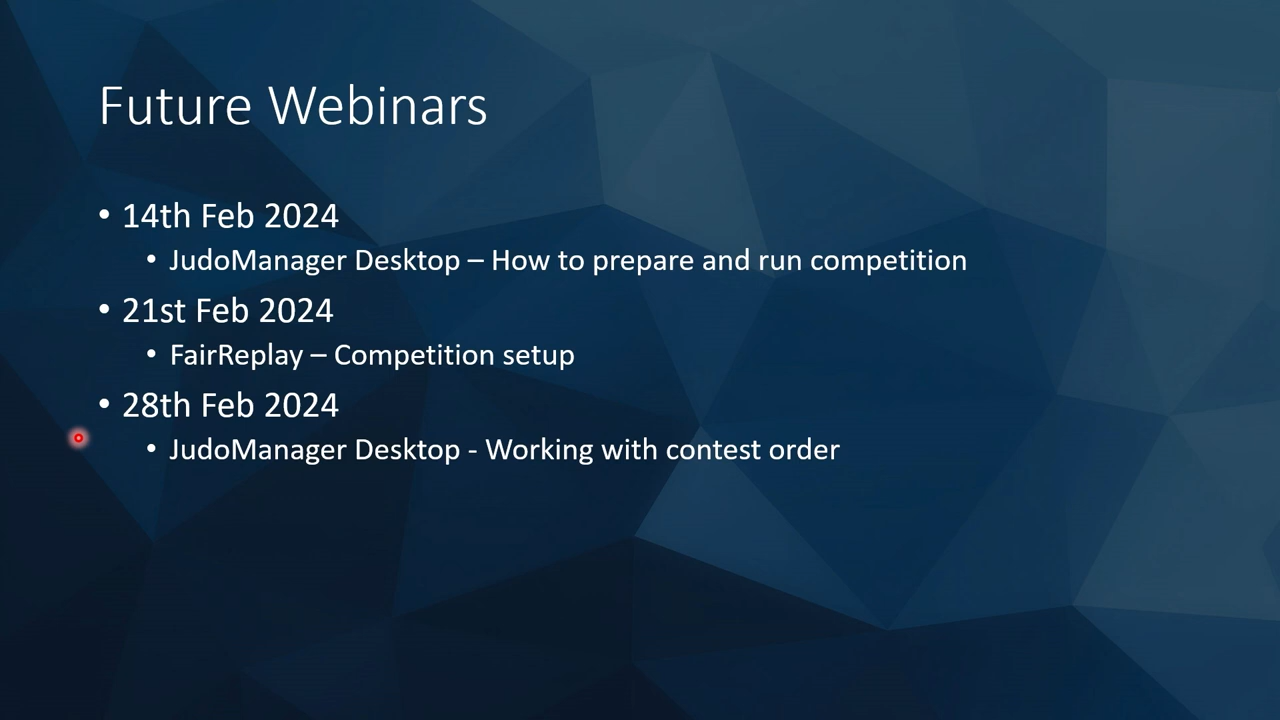 Future Webinars
• 14th Feb 2024
• JudoManager Desktop – How to prepare and run competition
• 21st Feb 2024
• FairReplay – Competition setup
• 28th Feb 2024
• JudoManager Desktop - Working with contest order